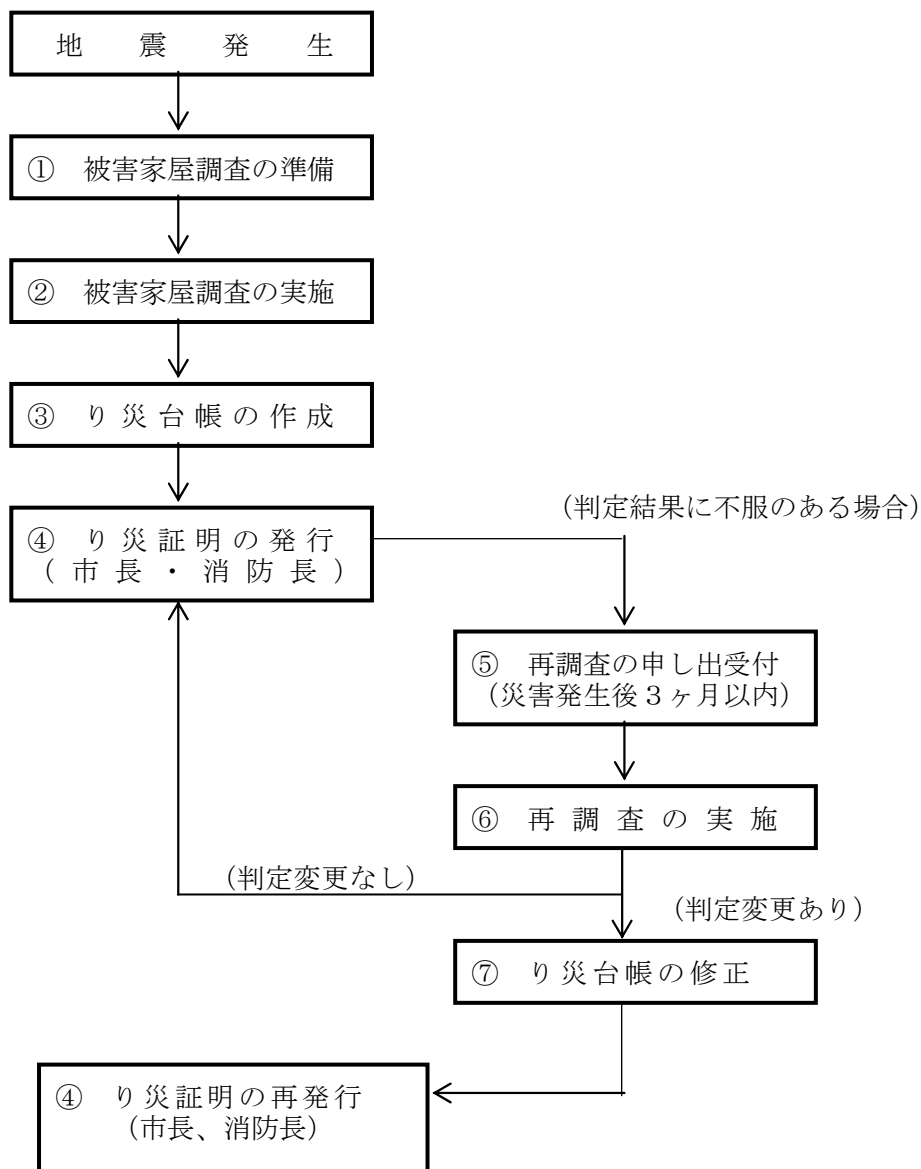 地震発生
① 被害家屋調査の準備
② 被害家屋調査の実施
③ り災台帳の作成
(判定結果に不服のある場合)
④ り災証明の発行
(市長・消防長)
⑤ 再調査の申し出受付
(災害発生後3ヶ月以内)
⑥ 再調査の実施
(判定変更なし)
(判定変更あり)
⑦ り災台帳の修正
④ り災証明の再発行
(市長、消防長)